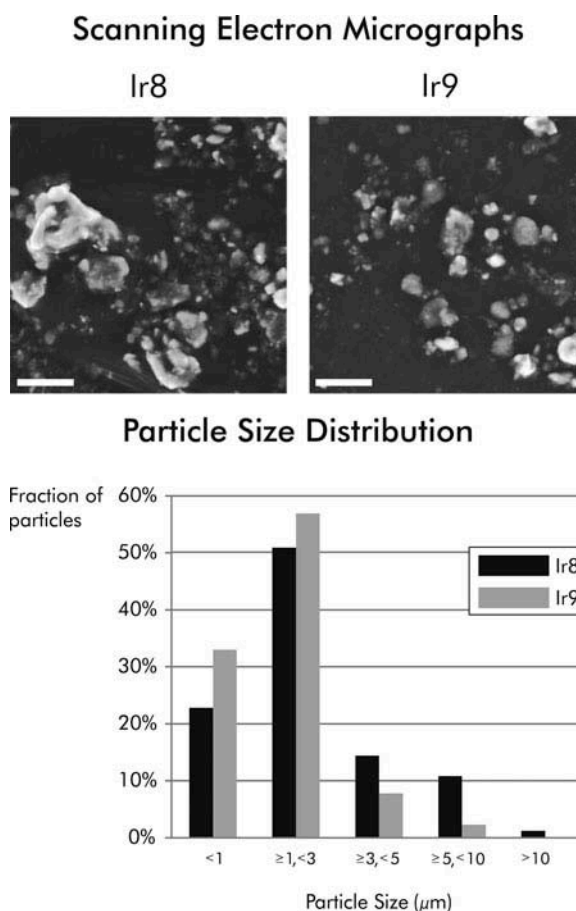 Scanning Electron Micrographs
Ir8
Ir9
Particle Size Distribution
Fraction of
particles
60%
50%
40%
30%
20%
10%
0%
Ir8
Ir9
<1
≥1,<3
≥3,<5
≥5,<10
>10
Particle Size (µm)